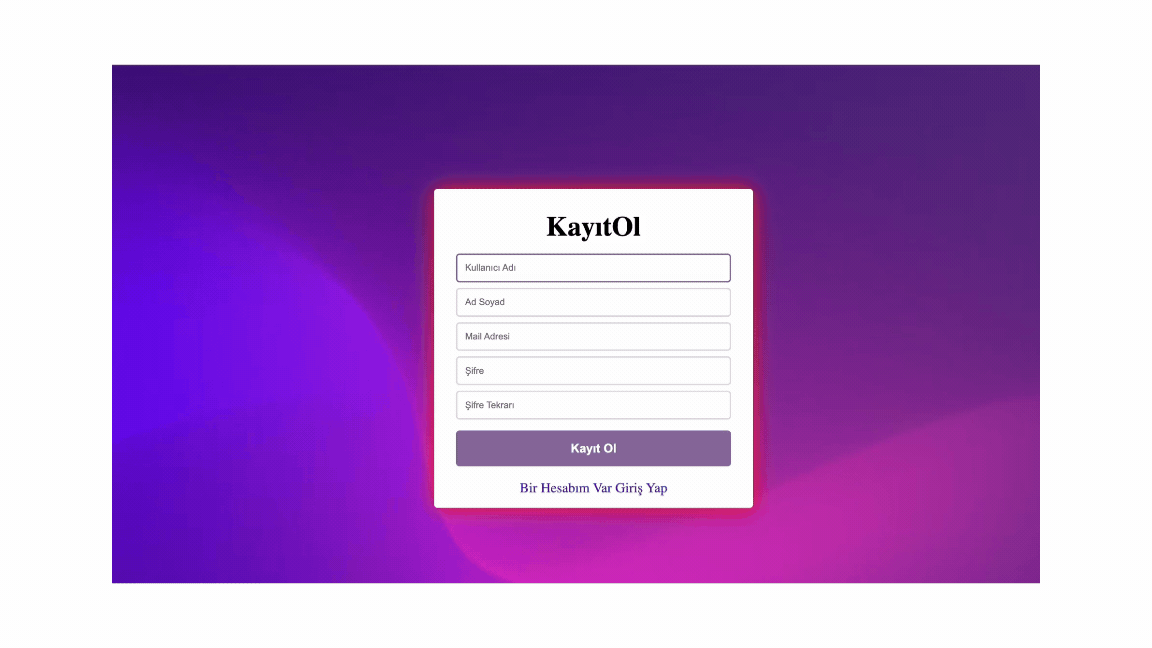 KayıtOl
Kullanıcı Adı
Ad Soyad
Mail Adresi
Şifre
Şifre Tekrarı
Kayıt Ol
Bir Hesabım Var Giriş Yap